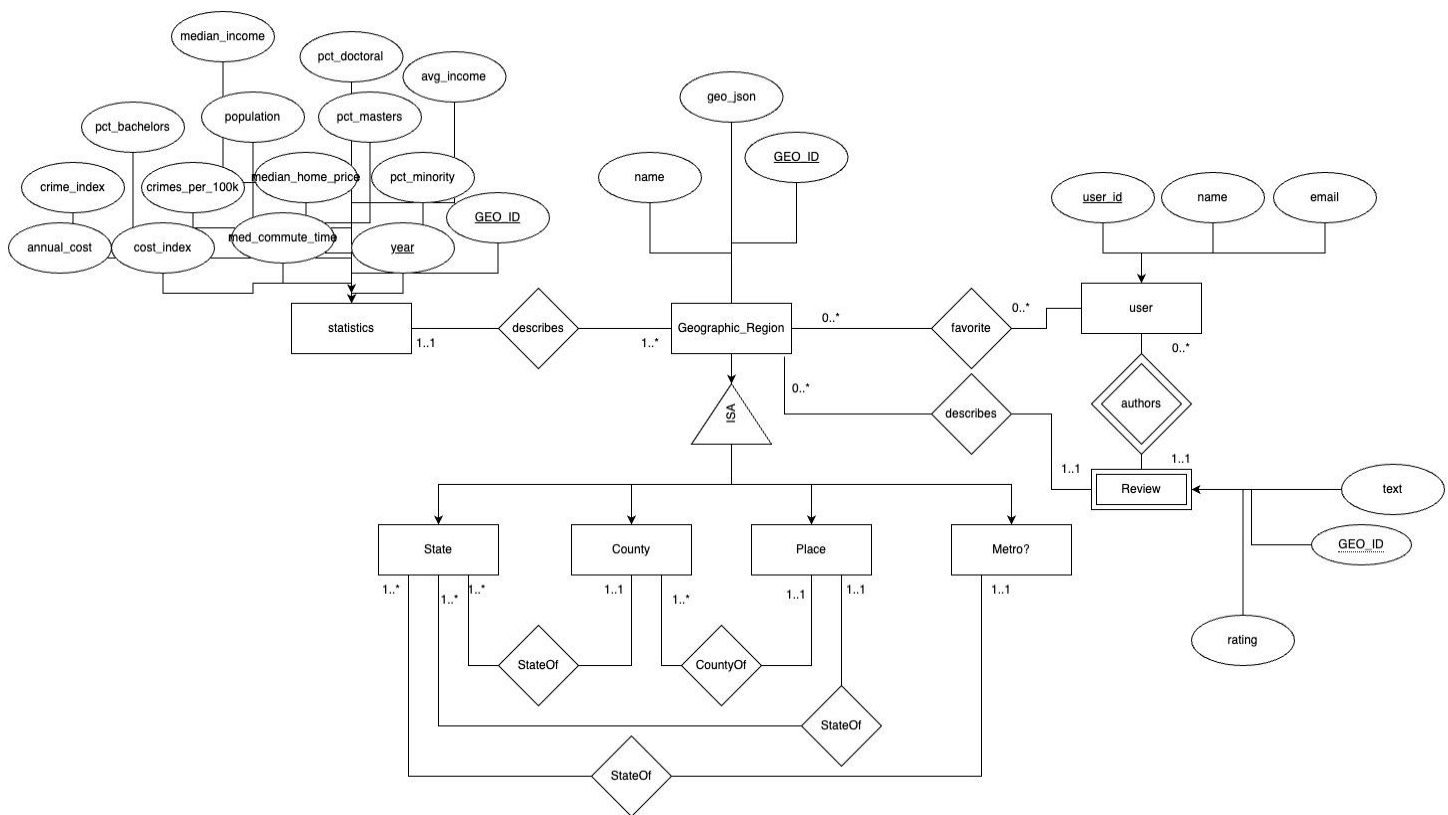 median_income
pct_doctoral
avg_income
geo_json
pct_bachelors
population
pct_masters
GEO_ID
name
crime_index
crimes_per_100k
median_home_price
pct_minority
GEO_ID
user_id
name
email
annual_cost
cost_index
med_commute_time
year
statistics
1..1
describes
1..*
Geographic_Region
0..*
favorite
0..*
user
0..*
ISA
0..*
describes
authors
1..1
1..1
Review
text
GEO_ID
rating
State
County
Place
Metro?
1..*
1..*
1..*
1..1
1..*
1..1
1..1
1..1
StateOf
CountyOf
StateOf
StateOf